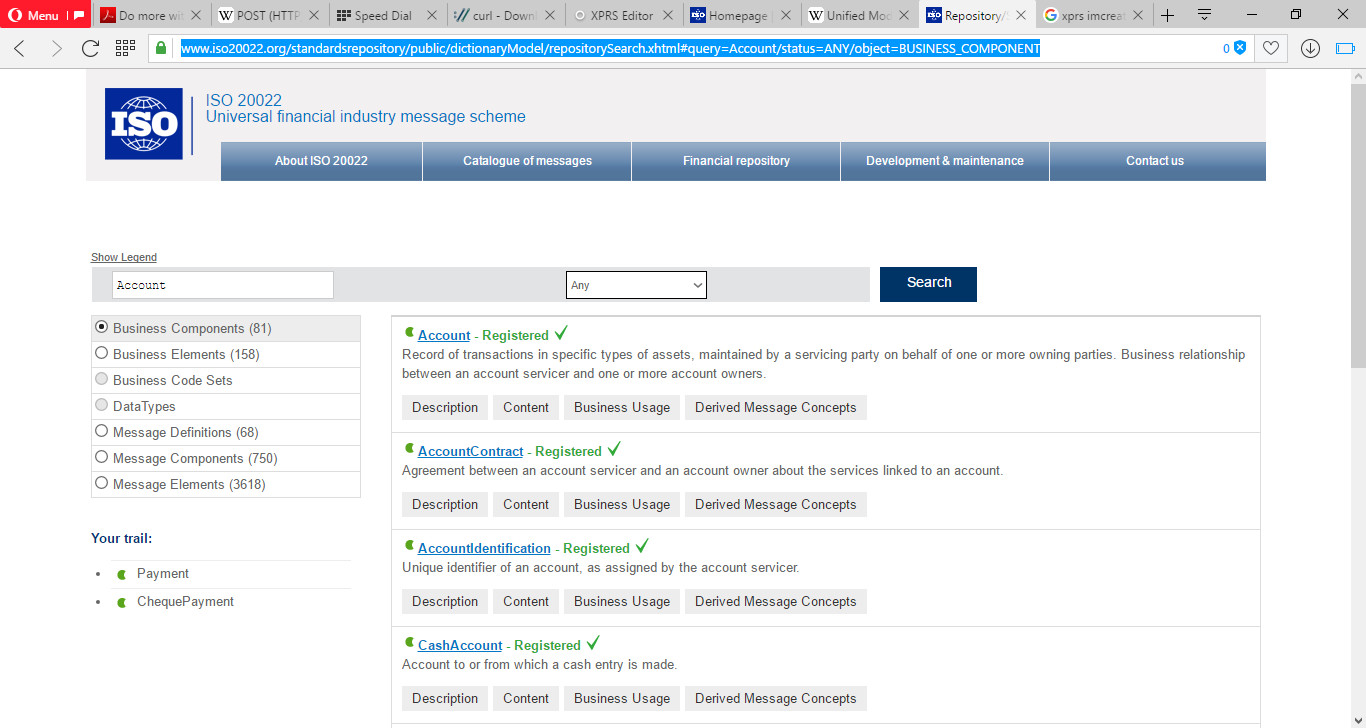 Menu
Do more wit
POST (HTTP
Speed Dial
curl - Downl
XPRS Editor
Homepage
Unified Mod
Repository/
xprs imcreat
www.iso20022.org/standardsrepository/public/dictionaryModel/repositorySearch.xhtml#query=Account/status=ANY/object=BUSINESS_COMPONENT
0
ISO
ISO 20022
Universal financial industry message scheme
About ISO 20022
Catalogue of messages
Financial repository
Development & maintenance
Contact us
Show Legend
Account
Any
Search
Business Components (81)
Business Elements (158)
Business Code Sets
DataTypes
Message Definitions (68)
Message Components (750)
Message Elements (3618)
Your trail:
Payment
ChequePayment
Account - Registered
Record of transactions in specific types of assets, maintained by a servicing party on behalf of one or more owning parties. Business relationship
between an account servicer and one or more account owners.
Description Content Business Usage Derived Message Concepts
AccountContract - Registered
Agreement between an account servicer and an account owner about the services linked to an account.
Description Content Business Usage Derived Message Concepts
AccountIdentification - Registered
Unique identifier of an account, as assigned by the account servicer.
Description Content Business Usage Derived Message Concepts
CashAccount - Registered
Account to or from which a cash entry is made.
Description Content Business Usage Derived Message Concepts